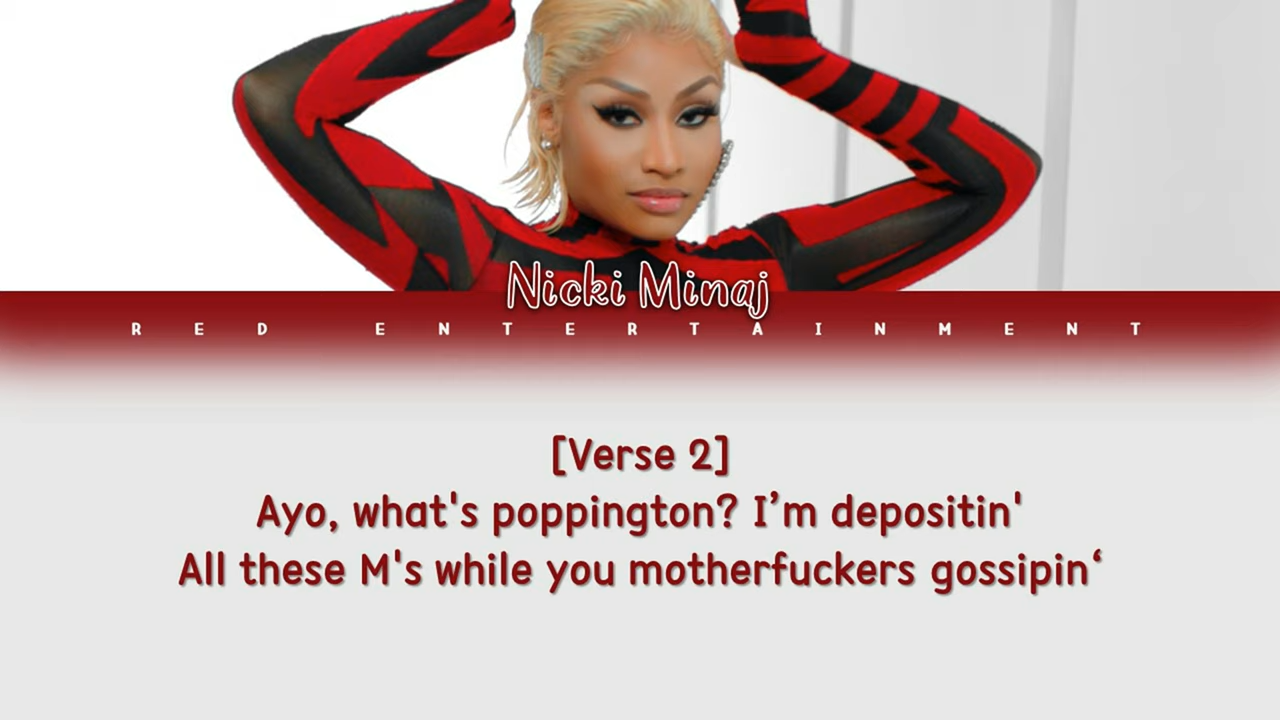 Nicki Minaj
RED ENTERTAINMENT
[Verse 2]
Ayo, what's poppington? I’m depositin'
All these M's while you motherfuckers gossipin‘